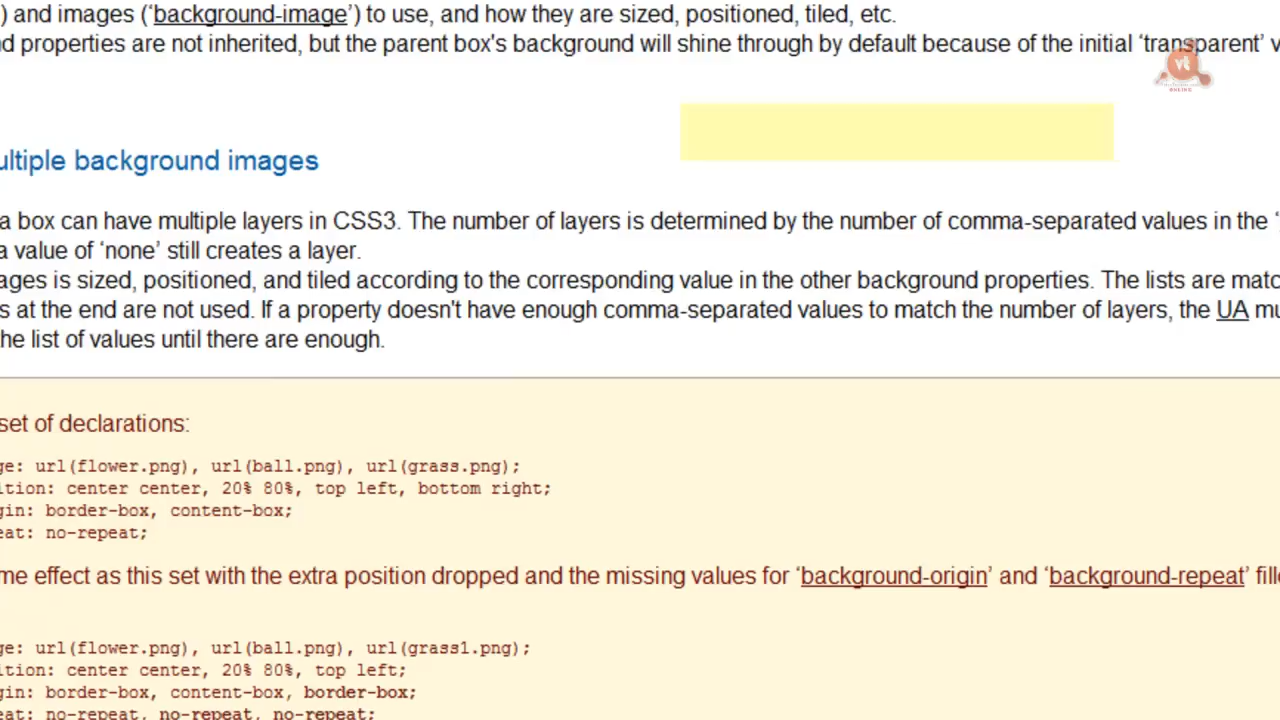 ) and images (‘background-image’) to use, and how they are sized, positioned, tiled, etc.
d properties are not inherited, but the parent box's background will shine through by default because of the initial ‘transparent’ v
vt
ultiple background images
a box can have multiple layers in CSS3. The number of layers is determined by the number of comma-separated values in the ‘
a value of ‘none’ still creates a layer.
ages is sized, positioned, and tiled according to the corresponding value in the other background properties. The lists are matc
s at the end are not used. If a property doesn't have enough comma-separated values to match the number of layers, the UA mu
the list of values until there are enough.
set of declarations:
ge: url(flower.png), url(ball.png), url(grass.png);
ition: center center, 20% 80%, top left, bottom right;
gin: border-box, content-box;
eat: no-repeat;
me effect as this set with the extra position dropped and the missing values for ‘background-origin’ and ‘background-repeat’ fille
ge: url(flower.png), url(ball.png), url(grass1.png);
ition: center center, 20% 80%, top left;
gin: border-box, content-box, border-box;
eat: no-repeat, no-repeat, no-repeat;